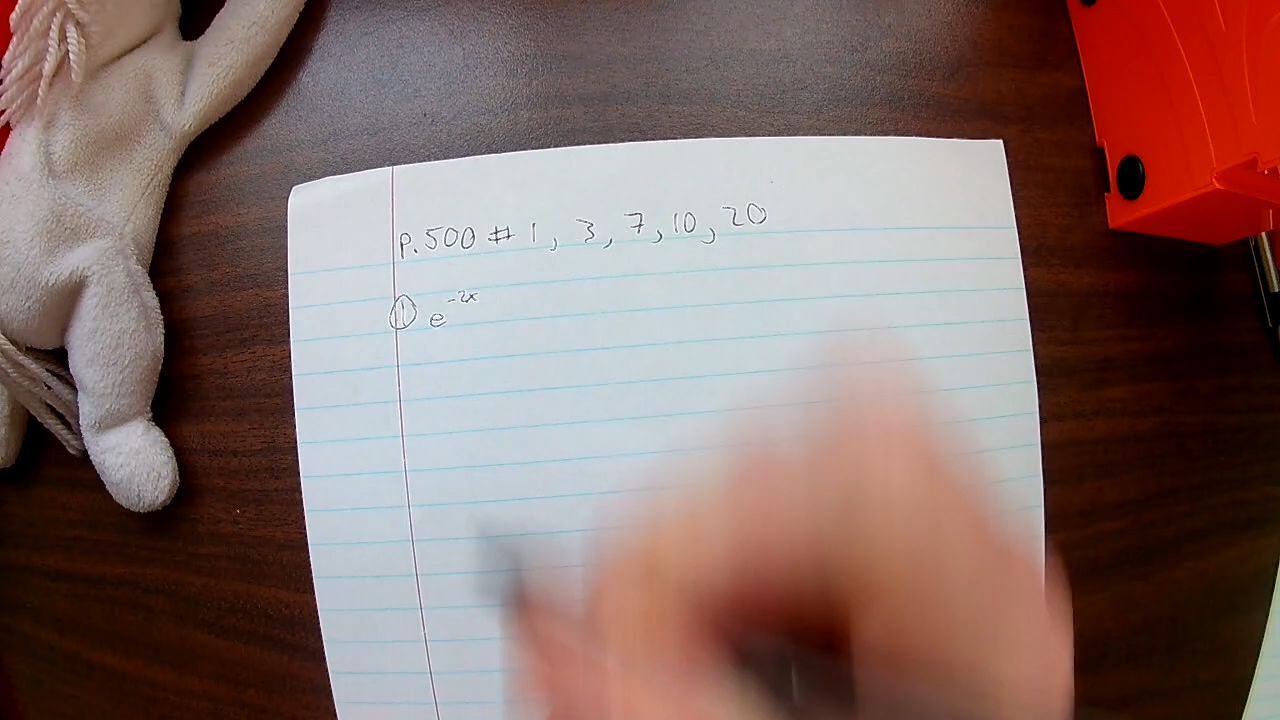 p.500 # 1, 3, 7, 10, 20
① e^-2x